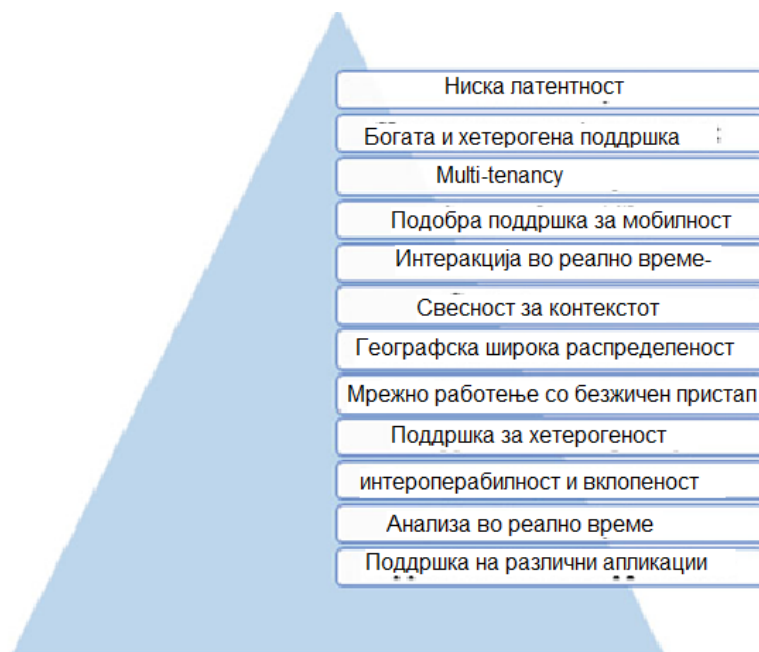 Ниска латентност
Богата и хетерогена поддршка
Multi-tenancy
Подобра поддршка за мобилност
Интеракција во реално време-
Свесност за контекстот
Географска широка распределеност
Мрежно работење со безжичен пристап
Поддршка за хетерогеност
интероперабилност и вклопеност
Анализа во реално време
Поддршка на различни апликации